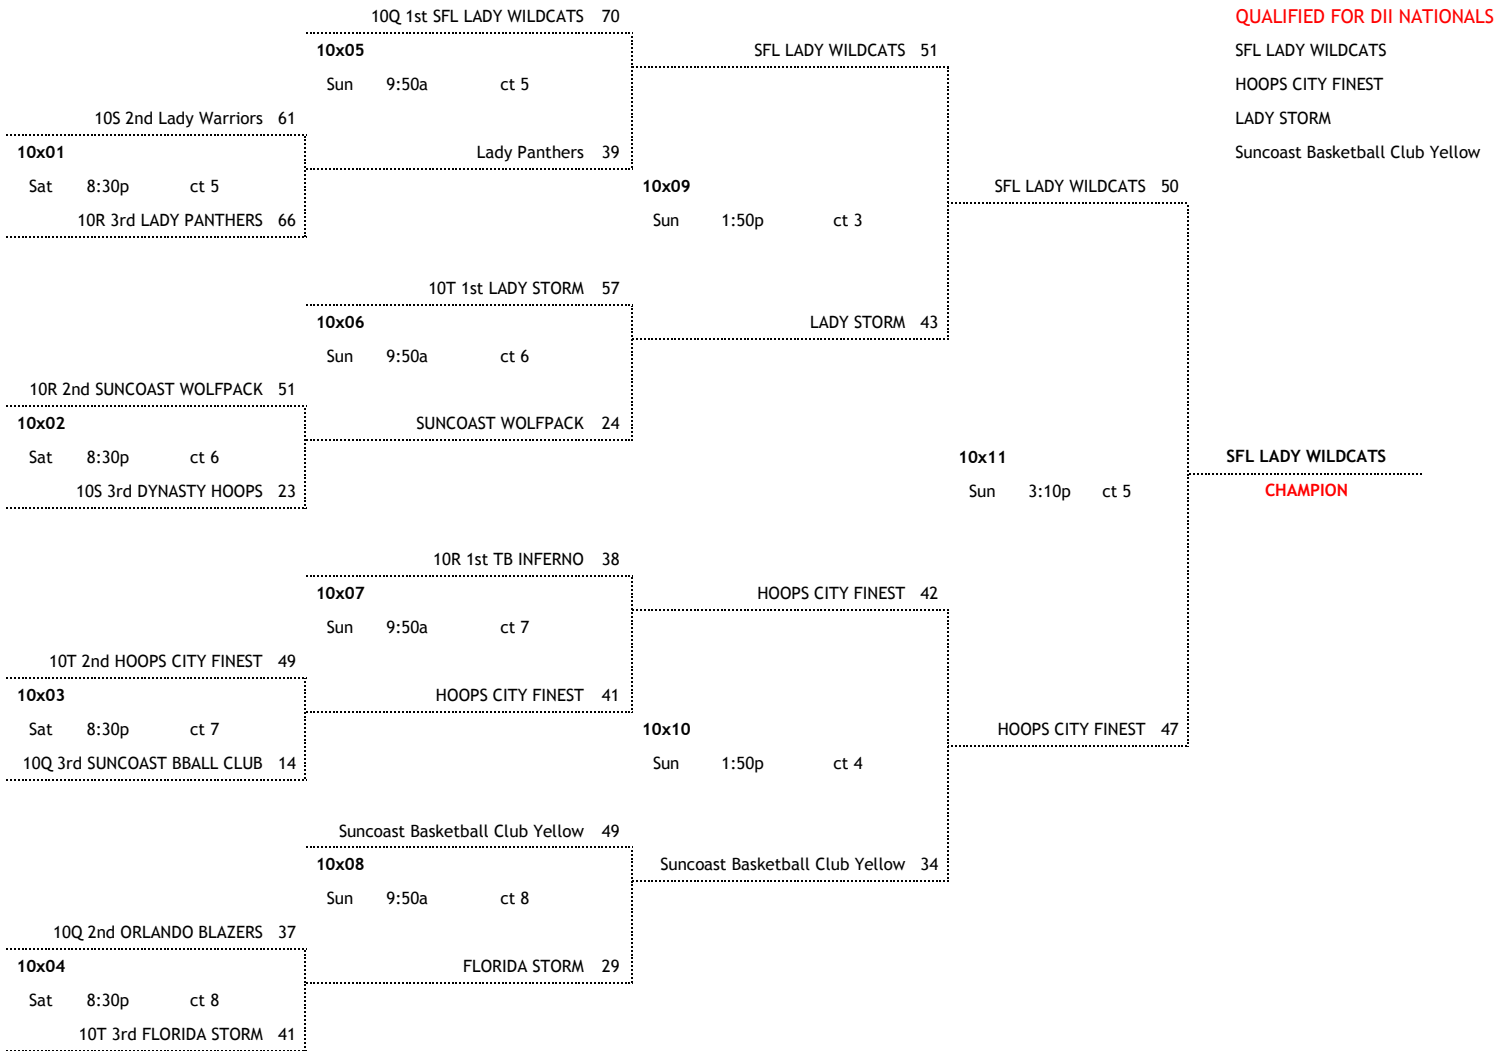 10Q 1st SFL LADY WILDCATS 70 QUALIFIED FOR DII NATIONALS
10x05 SFL LADY WILDCATS 51 SFL LADY WILDCATS
Sun 9:50a ct 5 HOOPS CITY FINEST
10S 2nd Lady Warriors 61 LADY STORM
10x01 Lady Panthers 39 Suncoast Basketball Club Yellow
Sat 8:30p ct 5 10x09 SFL LADY WILDCATS 50
10R 3rd LADY PANTHERS 66 Sun 1:50p ct 3
10T 1st LADY STORM 57
10x06 LADY STORM 43
Sun 9:50a ct 6
10R 2nd SUNCOAST WOLFPACK 51
10x02 SUNCOAST WOLFPACK 24
Sat 8:30p ct 6 10x11 SFL LADY WILDCATS
10S 3rd DYNASTY HOOPS 23 Sun 3:10p ct 5 CHAMPION
10R 1st TB INFERNO 38
10x07 HOOPS CITY FINEST 42
Sun 9:50a ct 7
10T 2nd HOOPS CITY FINEST 49
10x03 HOOPS CITY FINEST 41
Sat 8:30p ct 7 10x10 HOOPS CITY FINEST 47
10Q 3rd SUNCOAST BBALL CLUB 14 Sun 1:50p ct 4
Suncoast Basketball Club Yellow 49
10x08 Suncoast Basketball Club Yellow 34
Sun 9:50a ct 8
10Q 2nd ORLANDO BLAZERS 37
10x04 FLORIDA STORM 29
Sat 8:30p ct 8
10T 3rd FLORIDA STORM 41